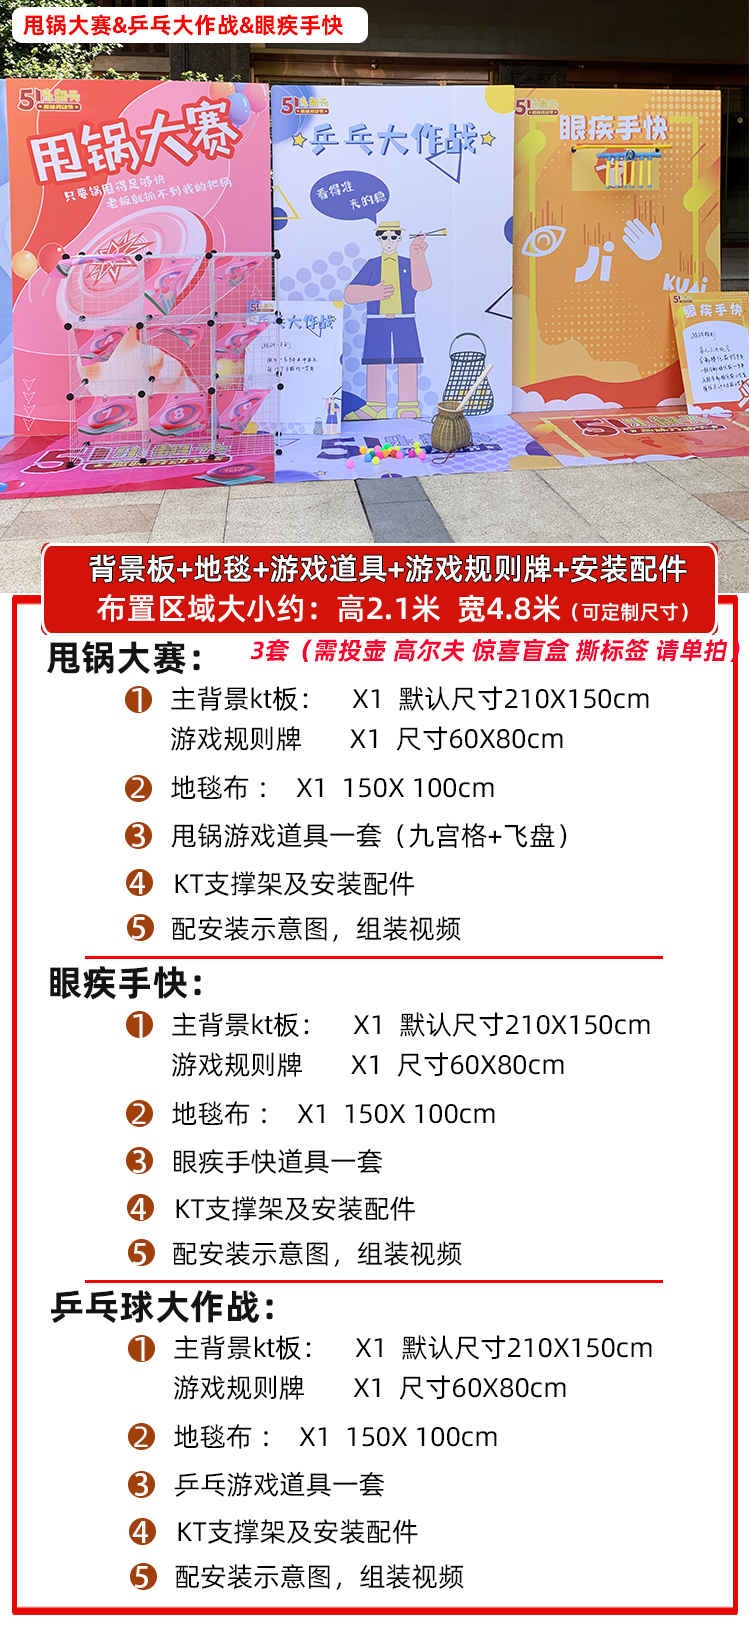 甩锅大赛&乒乓大作战&眼疾手快
甩锅大赛
只要锅甩得足够快
老板就抓不到我的把柄
乒乓大作战
看得准
夹的稳
眼疾手快
Ji
KUAi
大作战
眼疾手快
7
8
9
51
51
背景板+地毯+游戏道具+游戏规则牌+安装配件
布置区域大小约：高2.1米 宽4.8米（可定制尺寸）
甩锅大赛： 3套（需投壶 高尔夫 惊喜盲盒 撕标签 请单拍）
1 主背景kt板： X1 默认尺寸210X150cm
游戏规则牌 X1 尺寸60X80cm
2 地毯布： X1 150X 100cm
3 甩锅游戏道具一套（九宫格+飞盘）
4 KT支撑架及安装配件
5 配安装示意图，组装视频
眼疾手快：
1 主背景kt板： X1 默认尺寸210X150cm
游戏规则牌 X1 尺寸60X80cm
2 地毯布： X1 150X 100cm
3 眼疾手快道具一套
4 KT支撑架及安装配件
5 配安装示意图，组装视频
乒乓球大作战：
1 主背景kt板： X1 默认尺寸210X150cm
游戏规则牌 X1 尺寸60X80cm
2 地毯布： X1 150X 100cm
3 乒乓游戏道具一套
4 KT支撑架及安装配件
5 配安装示意图，组装视频